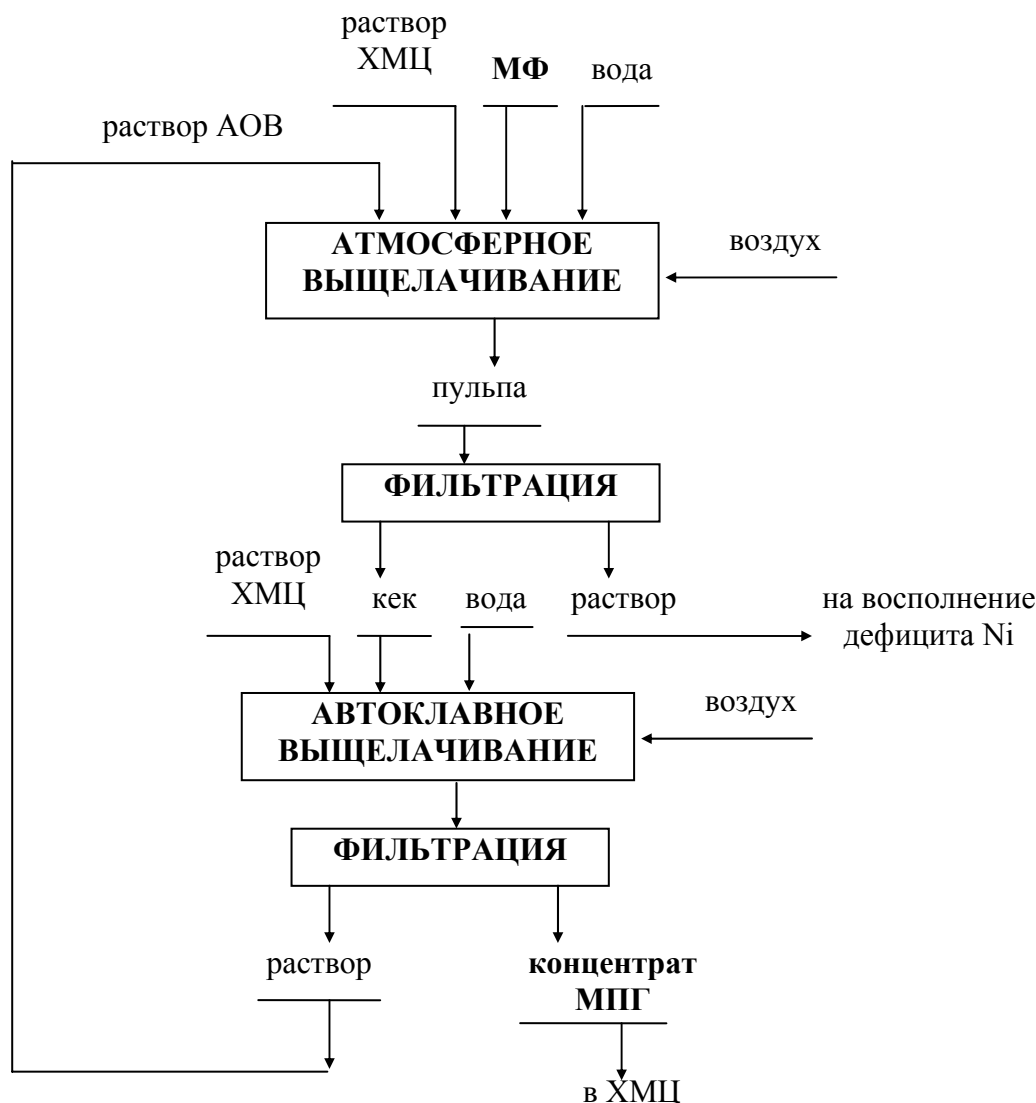 раствор
ХМЦ
МФ
вода
раствор АОВ
АТМОСФЕРНОЕ
ВЫЩЕЛАЧИВАНИЕ
воздух
пульпа
ФИЛЬТРАЦИЯ
раствор
ХМЦ
кек
вода
раствор
на восполнение
дефицита Ni
АВТОКЛАВНОЕ
ВЫЩЕЛАЧИВАНИЕ
воздух
ФИЛЬТРАЦИЯ
раствор
концентрат
МПГ
в ХМЦ